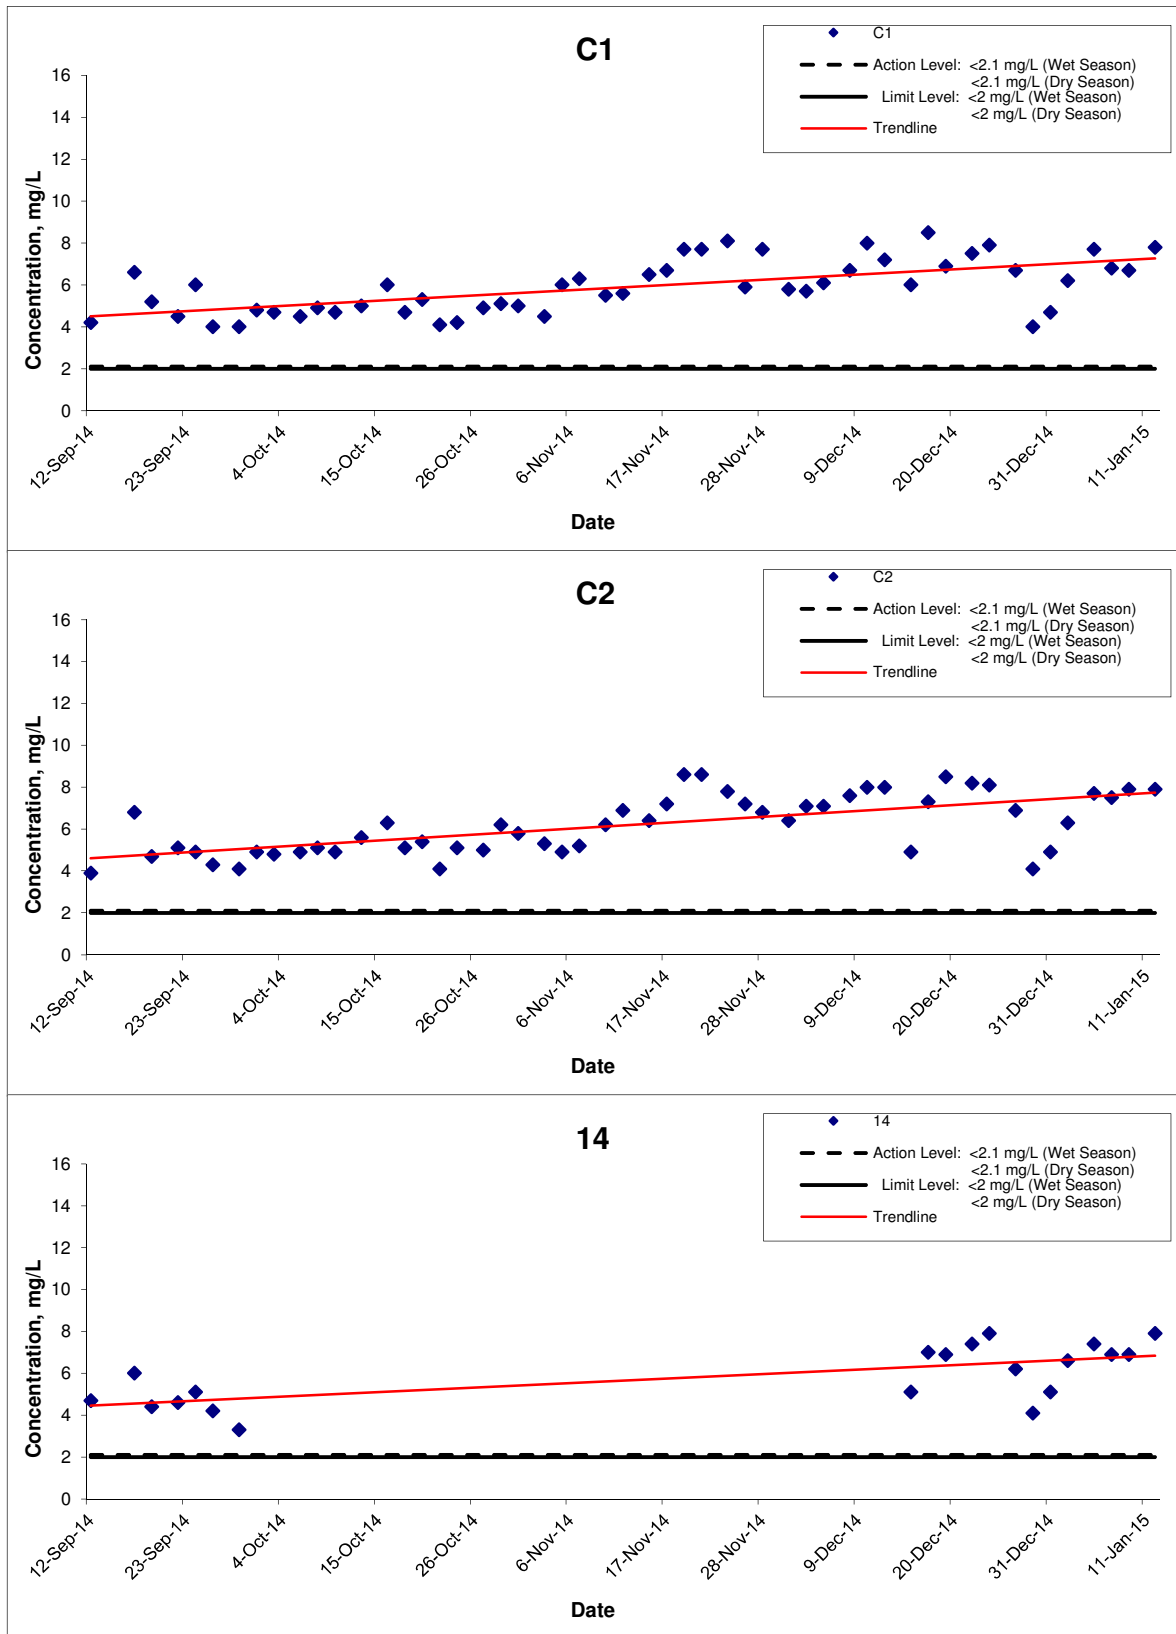 C1
C1
Action Level: <2.1 mg/L (Wet Season)
<2.1 mg/L (Dry Season)
Limit Level: <2 mg/L (Wet Season)
<2 mg/L (Dry Season)
Trendline
Concentration, mg/L
16
14
12
10
8
6
4
2
0
12-Sep-14
23-Sep-14
4-Oct-14
15-Oct-14
26-Oct-14
6-Nov-14
17-Nov-14
28-Nov-14
9-Dec-14
20-Dec-14
31-Dec-14
11-Jan-15
Date
C2
C2
Action Level: <2.1 mg/L (Wet Season)
<2.1 mg/L (Dry Season)
Limit Level: <2 mg/L (Wet Season)
<2 mg/L (Dry Season)
Trendline
Concentration, mg/L
16
14
12
10
8
6
4
2
0
12-Sep-14
23-Sep-14
4-Oct-14
15-Oct-14
26-Oct-14
6-Nov-14
17-Nov-14
28-Nov-14
9-Dec-14
20-Dec-14
31-Dec-14
11-Jan-15
Date
14
14
Action Level: <2.1 mg/L (Wet Season)
<2.1 mg/L (Dry Season)
Limit Level: <2 mg/L (Wet Season)
<2 mg/L (Dry Season)
Trendline
Concentration, mg/L
16
14
12
10
8
6
4
2
0
12-Sep-14
23-Sep-14
4-Oct-14
15-Oct-14
26-Oct-14
6-Nov-14
17-Nov-14
28-Nov-14
9-Dec-14
20-Dec-14
31-Dec-14
11-Jan-15
Date